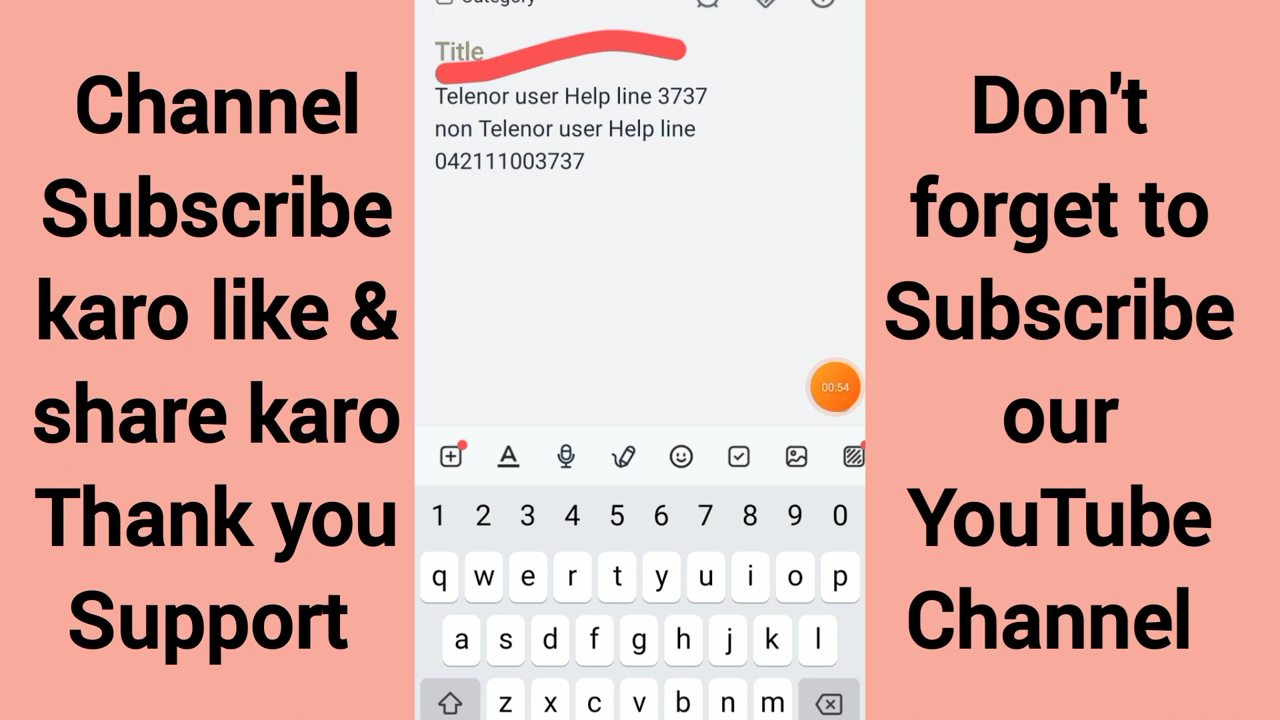 Channel
Subscribe
karo like &
share karo
Thank you
Support
Category
Title
Telenor user Help line 3737
non Telenor user Help line
042111003737
00:54
A
1 2 3 4 5 6 7 8 9 0
q w e r t y u i o p
a s d f g h j k l
z x c v b n m
Don't
forget to
Subscribe
our
YouTube
Channel